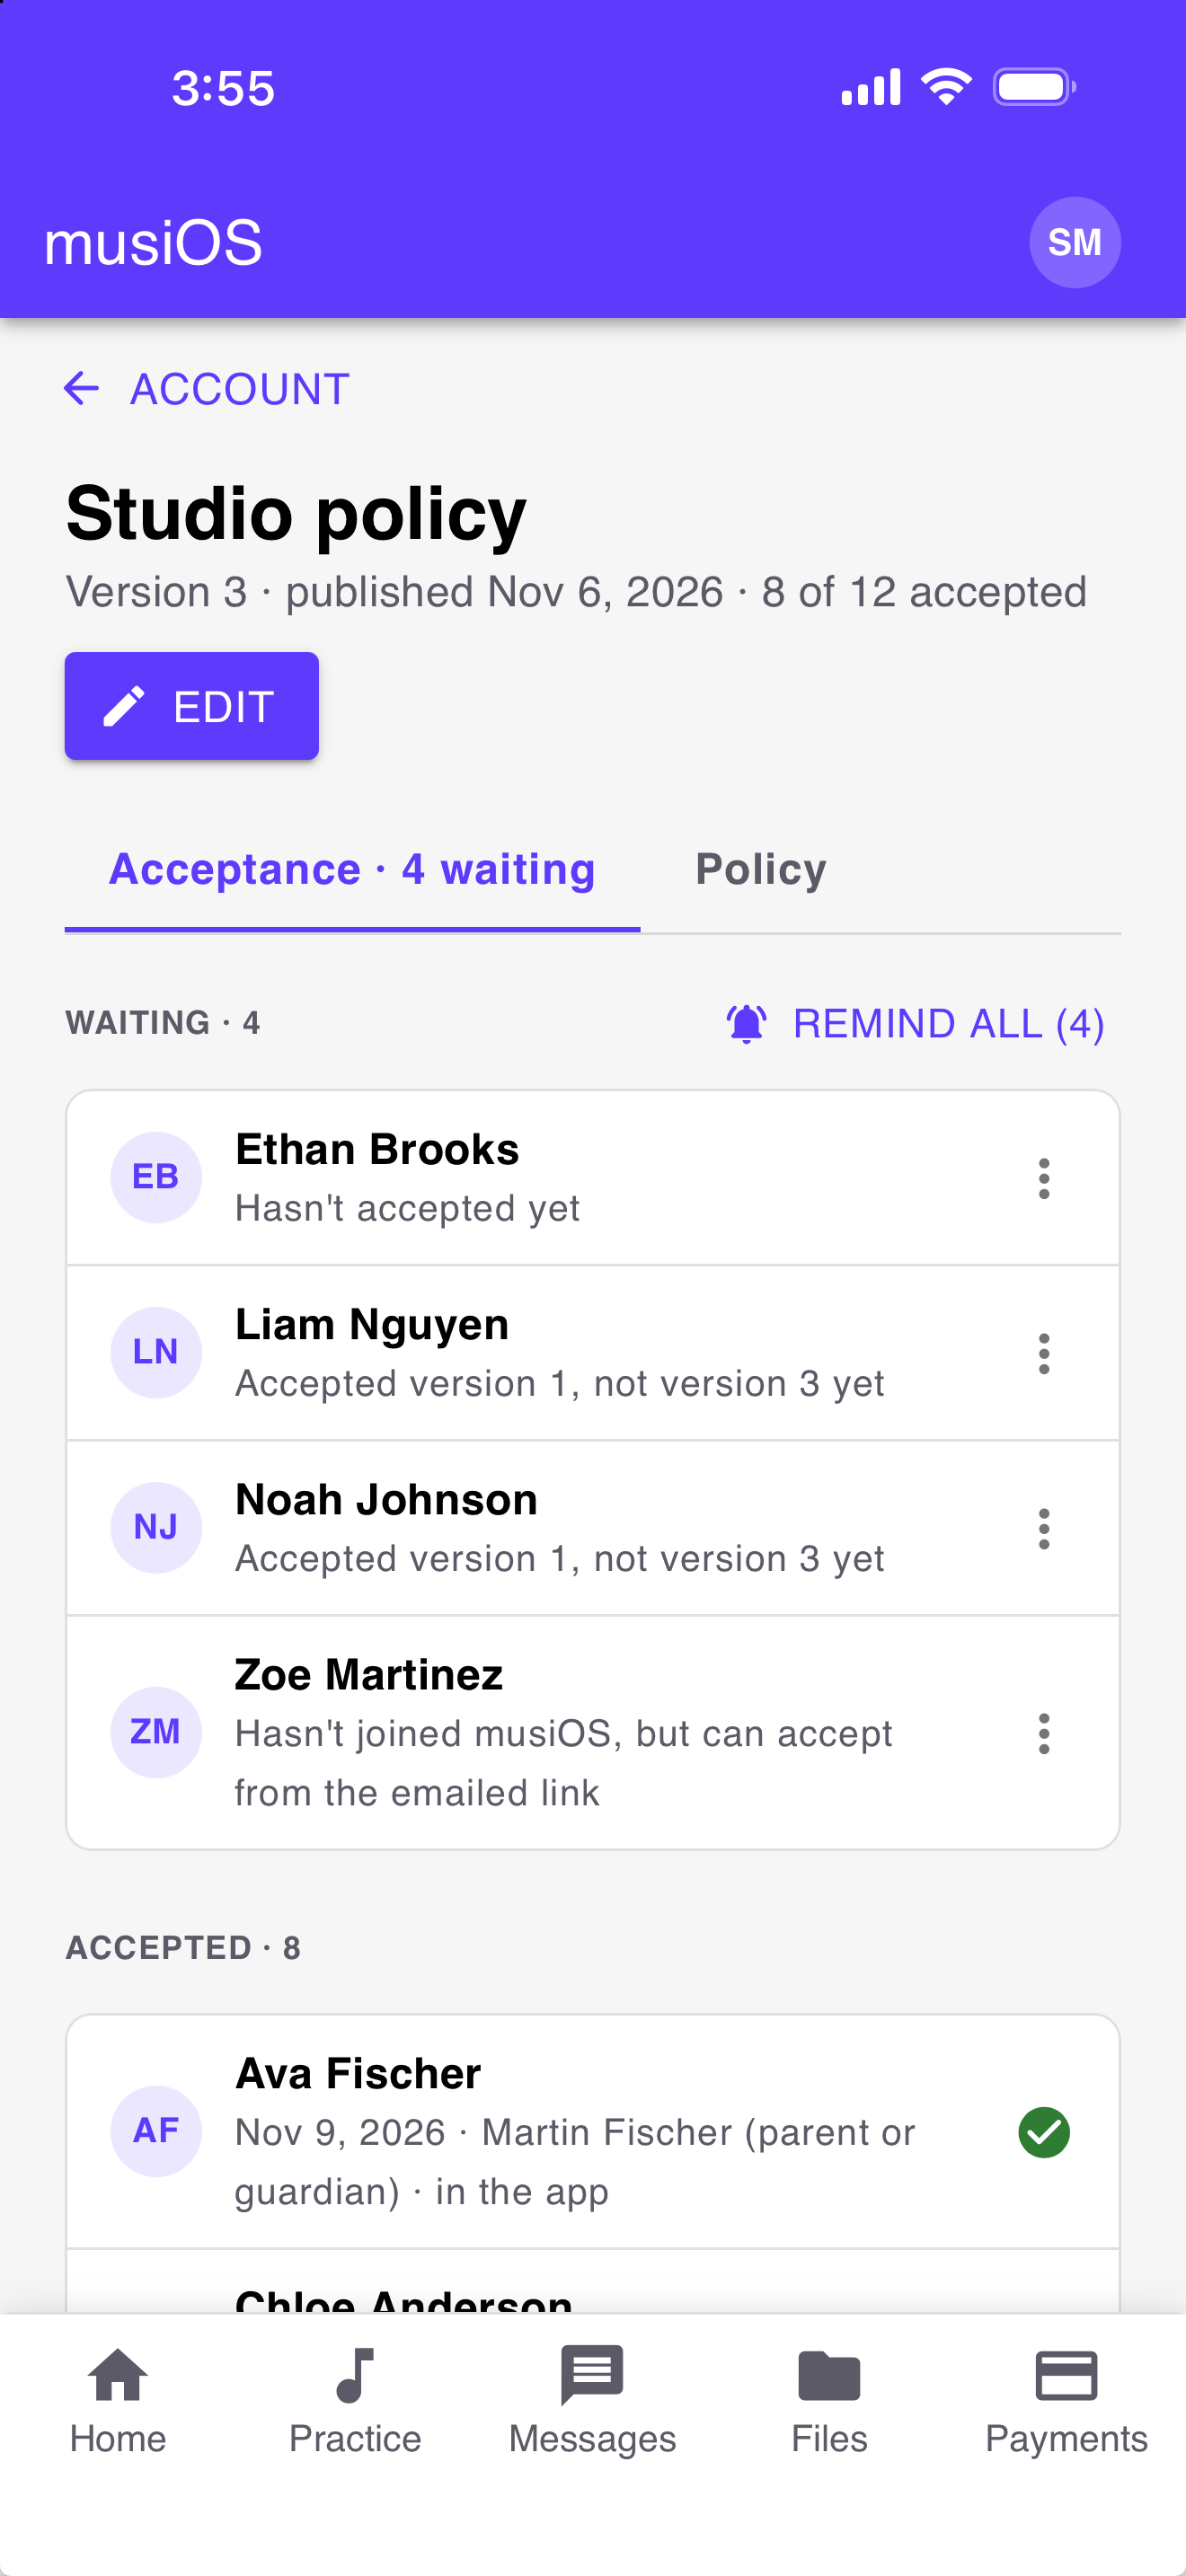 3:55
musiOS
SM
ACCOUNT
Studio policy
Version 3 · published Nov 6, 2026 · 8 of 12 accepted
EDIT
Acceptance · 4 waiting
Policy
WAITING · 4
REMIND ALL (4)
EB
Ethan Brooks
Hasn't accepted yet
LN
Liam Nguyen
Accepted version 1, not version 3 yet
NJ
Noah Johnson
Accepted version 1, not version 3 yet
ZM
Zoe Martinez
Hasn't joined musiOS, but can accept
from the emailed link
ACCEPTED · 8
AF
Ava Fischer
Nov 9, 2026 · Martin Fischer (parent or
guardian) · in the app
Chloe Anderson
Home
Practice
Messages
Files
Payments